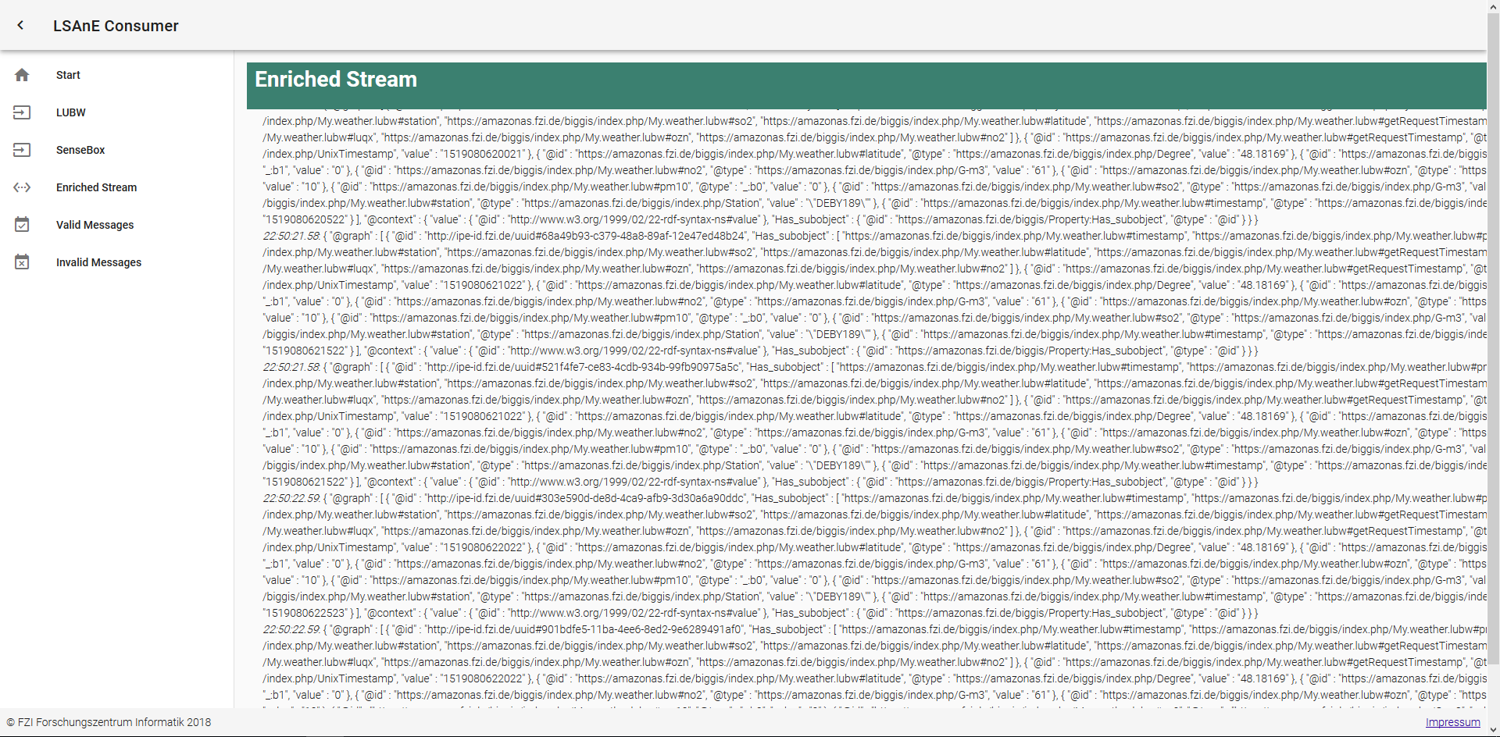 LSAnE Consumer
Start
LUBW
SenseBox
Enriched Stream
Valid Messages
Invalid Messages
Enriched Stream
/index.php/My.weather.lubw#station", "https://amazonas.fzi.de/biggis/index.php/My.weather.lubw#so2", "https://amazonas.fzi.de/biggis/index.php/My.weather.lubw#latitude", "https://amazonas.fzi.de/biggis/index.php/My.weather.lubw#getRequestTimestam
/My.weather.lubw#luqx", "https://amazonas.fzi.de/biggis/index.php/My.weather.lubw#ozn", "https://amazonas.fzi.de/biggis/index.php/My.weather.lubw#no2" ] }, { "@id" : "https://amazonas.fzi.de/biggis/index.php/My.weather.lubw#getRequestTimestamp", "@t
/index.php/UnixTimestamp", "value" : "1519080620021" }, { "@id" : "https://amazonas.fzi.de/biggis/index.php/My.weather.lubw#latitude", "@type" : "https://amazonas.fzi.de/biggis/index.php/Degree", "value" : "48.18169" }, { "@id" : "https://amazonas.fzi.de/biggis
"_:b1", "value" : "0" }, { "@id" : "https://amazonas.fzi.de/biggis/index.php/My.weather.lubw#no2", "@type" : "https://amazonas.fzi.de/biggis/index.php/G-m3", "value" : "61" }, { "@id" : "https://amazonas.fzi.de/biggis/index.php/My.weather.lubw#ozn", "@type" : "https
"value" : "10" }, { "@id" : "https://amazonas.fzi.de/biggis/index.php/My.weather.lubw#pm10", "@type" : "_:b0", "value" : "0" }, { "@id" : "https://amazonas.fzi.de/biggis/index.php/My.weather.lubw#so2", "@type" : "https://amazonas.fzi.de/biggis/index.php/G-m3", "val
/biggis/index.php/My.weather.lubw#station", "@type" : "https://amazonas.fzi.de/biggis/index.php/Station", "value" : "\"DEBY189\"" }, { "@id" : "https://amazonas.fzi.de/biggis/index.php/My.weather.lubw#timestamp", "@type" : "https://amazonas.fzi.de/biggis/index.ph
"1519080620522" } ], "@context" : { "value" : { "@id" : "http://www.w3.org/1999/02/22-rdf-syntax-ns#value" }, "Has_subobject" : { "@id" : "https://amazonas.fzi.de/biggis/Property:Has_subobject", "@type" : "@id" } } }
22:50:21.58: { "@graph" : [ { "@id" : "http://ipe-id.fzi.de/uuid#68a49b93-c379-48a8-89af-12e47ed48b24", "Has_subobject" : [ "https://amazonas.fzi.de/biggis/index.php/My.weather.lubw#timestamp", "https://amazonas.fzi.de/biggis/index.php/My.weather.lubw#p
/index.php/My.weather.lubw#station", "https://amazonas.fzi.de/biggis/index.php/My.weather.lubw#so2", "https://amazonas.fzi.de/biggis/index.php/My.weather.lubw#latitude", "https://amazonas.fzi.de/biggis/index.php/My.weather.lubw#getRequestTimestam
/My.weather.lubw#luqx", "https://amazonas.fzi.de/biggis/index.php/My.weather.lubw#ozn", "https://amazonas.fzi.de/biggis/index.php/My.weather.lubw#no2" ] }, { "@id" : "https://amazonas.fzi.de/biggis/index.php/My.weather.lubw#getRequestTimestamp", "@t
/index.php/UnixTimestamp", "value" : "1519080621022" }, { "@id" : "https://amazonas.fzi.de/biggis/index.php/My.weather.lubw#latitude", "@type" : "https://amazonas.fzi.de/biggis/index.php/Degree", "value" : "48.18169" }, { "@id" : "https://amazonas.fzi.de/biggis
"_:b1", "value" : "0" }, { "@id" : "https://amazonas.fzi.de/biggis/index.php/My.weather.lubw#no2", "@type" : "https://amazonas.fzi.de/biggis/index.php/G-m3", "value" : "61" }, { "@id" : "https://amazonas.fzi.de/biggis/index.php/My.weather.lubw#ozn", "@type" : "https
"value" : "10" }, { "@id" : "https://amazonas.fzi.de/biggis/index.php/My.weather.lubw#pm10", "@type" : "_:b0", "value" : "0" }, { "@id" : "https://amazonas.fzi.de/biggis/index.php/My.weather.lubw#so2", "@type" : "https://amazonas.fzi.de/biggis/index.php/G-m3", "val
/biggis/index.php/My.weather.lubw#station", "@type" : "https://amazonas.fzi.de/biggis/index.php/Station", "value" : "\"DEBY189\"" }, { "@id" : "https://amazonas.fzi.de/biggis/index.php/My.weather.lubw#timestamp", "@type" : "https://amazonas.fzi.de/biggis/index.ph
"1519080621522" } ], "@context" : { "value" : { "@id" : "http://www.w3.org/1999/02/22-rdf-syntax-ns#value" }, "Has_subobject" : { "@id" : "https://amazonas.fzi.de/biggis/Property:Has_subobject", "@type" : "@id" } } }
22:50:21.58: { "@graph" : [ { "@id" : "http://ipe-id.fzi.de/uuid#521f4fe7-ce83-4cdb-934b-99fb90975a5c", "Has_subobject" : [ "https://amazonas.fzi.de/biggis/index.php/My.weather.lubw#timestamp", "https://amazonas.fzi.de/biggis/index.php/My.weather.lubw#pm
/index.php/My.weather.lubw#station", "https://amazonas.fzi.de/biggis/index.php/My.weather.lubw#so2", "https://amazonas.fzi.de/biggis/index.php/My.weather.lubw#latitude", "https://amazonas.fzi.de/biggis/index.php/My.weather.lubw#getRequestTimestam
/My.weather.lubw#luqx", "https://amazonas.fzi.de/biggis/index.php/My.weather.lubw#ozn", "https://amazonas.fzi.de/biggis/index.php/My.weather.lubw#no2" ] }, { "@id" : "https://amazonas.fzi.de/biggis/index.php/My.weather.lubw#getRequestTimestamp", "@t
/index.php/UnixTimestamp", "value" : "1519080621022" }, { "@id" : "https://amazonas.fzi.de/biggis/index.php/My.weather.lubw#latitude", "@type" : "https://amazonas.fzi.de/biggis/index.php/Degree", "value" : "48.18169" }, { "@id" : "https://amazonas.fzi.de/biggis
"_:b1", "value" : "0" }, { "@id" : "https://amazonas.fzi.de/biggis/index.php/My.weather.lubw#no2", "@type" : "https://amazonas.fzi.de/biggis/index.php/G-m3", "value" : "61" }, { "@id" : "https://amazonas.fzi.de/biggis/index.php/My.weather.lubw#ozn", "@type" : "https
"value" : "10" }, { "@id" : "https://amazonas.fzi.de/biggis/index.php/My.weather.lubw#pm10", "@type" : "_:b0", "value" : "0" }, { "@id" : "https://amazonas.fzi.de/biggis/index.php/My.weather.lubw#so2", "@type" : "https://amazonas.fzi.de/biggis/index.php/G-m3", "val
/biggis/index.php/My.weather.lubw#station", "@type" : "https://amazonas.fzi.de/biggis/index.php/Station", "value" : "\"DEBY189\"" }, { "@id" : "https://amazonas.fzi.de/biggis/index.php/My.weather.lubw#timestamp", "@type" : "https://amazonas.fzi.de/biggis/index.ph
"1519080621522" } ], "@context" : { "value" : { "@id" : "http://www.w3.org/1999/02/22-rdf-syntax-ns#value" }, "Has_subobject" : { "@id" : "https://amazonas.fzi.de/biggis/Property:Has_subobject", "@type" : "@id" } } }
22:50:22.59: { "@graph" : [ { "@id" : "http://ipe-id.fzi.de/uuid#303e590d-de8d-4ca9-afb9-3d30a6a90ddc", "Has_subobject" : [ "https://amazonas.fzi.de/biggis/index.php/My.weather.lubw#timestamp", "https://amazonas.fzi.de/biggis/index.php/My.weather.lubw#p
/index.php/My.weather.lubw#station", "https://amazonas.fzi.de/biggis/index.php/My.weather.lubw#so2", "https://amazonas.fzi.de/biggis/index.php/My.weather.lubw#latitude", "https://amazonas.fzi.de/biggis/index.php/My.weather.lubw#getRequestTimestam
/My.weather.lubw#luqx", "https://amazonas.fzi.de/biggis/index.php/My.weather.lubw#ozn", "https://amazonas.fzi.de/biggis/index.php/My.weather.lubw#no2" ] }, { "@id" : "https://amazonas.fzi.de/biggis/index.php/My.weather.lubw#getRequestTimestamp", "@t
/index.php/UnixTimestamp", "value" : "1519080622022" }, { "@id" : "https://amazonas.fzi.de/biggis/index.php/My.weather.lubw#latitude", "@type" : "https://amazonas.fzi.de/biggis/index.php/Degree", "value" : "48.18169" }, { "@id" : "https://amazonas.fzi.de/biggis
"_:b1", "value" : "0" }, { "@id" : "https://amazonas.fzi.de/biggis/index.php/My.weather.lubw#no2", "@type" : "https://amazonas.fzi.de/biggis/index.php/G-m3", "value" : "61" }, { "@id" : "https://amazonas.fzi.de/biggis/index.php/My.weather.lubw#ozn", "@type" : "https
"value" : "10" }, { "@id" : "https://amazonas.fzi.de/biggis/index.php/My.weather.lubw#pm10", "@type" : "_:b0", "value" : "0" }, { "@id" : "https://amazonas.fzi.de/biggis/index.php/My.weather.lubw#so2", "@type" : "https://amazonas.fzi.de/biggis/index.php/G-m3", "val
/biggis/index.php/My.weather.lubw#station", "@type" : "https://amazonas.fzi.de/biggis/index.php/Station", "value" : "\"DEBY189\"" }, { "@id" : "https://amazonas.fzi.de/biggis/index.php/My.weather.lubw#timestamp", "@type" : "https://amazonas.fzi.de/biggis/index.ph
"1519080622523" } ], "@context" : { "value" : { "@id" : "http://www.w3.org/1999/02/22-rdf-syntax-ns#value" }, "Has_subobject" : { "@id" : "https://amazonas.fzi.de/biggis/Property:Has_subobject", "@type" : "@id" } } }
22:50:22.59: { "@graph" : [ { "@id" : "http://ipe-id.fzi.de/uuid#901bdfe5-11ba-4ee6-8ed2-9e6289491af0", "Has_subobject" : [ "https://amazonas.fzi.de/biggis/index.php/My.weather.lubw#timestamp", "https://amazonas.fzi.de/biggis/index.php/My.weather.lubw#pr
/index.php/My.weather.lubw#station", "https://amazonas.fzi.de/biggis/index.php/My.weather.lubw#so2", "https://amazonas.fzi.de/biggis/index.php/My.weather.lubw#latitude", "https://amazonas.fzi.de/biggis/index.php/My.weather.lubw#getRequestTimestam
/My.weather.lubw#luqx", "https://amazonas.fzi.de/biggis/index.php/My.weather.lubw#ozn", "https://amazonas.fzi.de/biggis/index.php/My.weather.lubw#no2" ] }, { "@id" : "https://amazonas.fzi.de/biggis/index.php/My.weather.lubw#getRequestTimestamp", "@t
/index.php/UnixTimestamp", "value" : "1519080622022" }, { "@id" : "https://amazonas.fzi.de/biggis/index.php/My.weather.lubw#latitude", "@type" : "https://amazonas.fzi.de/biggis/index.php/Degree", "value" : "48.18169" }, { "@id" : "https://amazonas.fzi.de/biggis
"_:b1", "value" : "0" }, { "@id" : "https://amazonas.fzi.de/biggis/index.php/My.weather.lubw#no2", "@type" : "https://amazonas.fzi.de/biggis/index.php/G-m3", "value" : "61" }, { "@id" : "https://amazonas.fzi.de/biggis/index.php/My.weather.lubw#ozn", "@type" : "https
© FZI Forschungszentrum Informatik 2018
Impressum